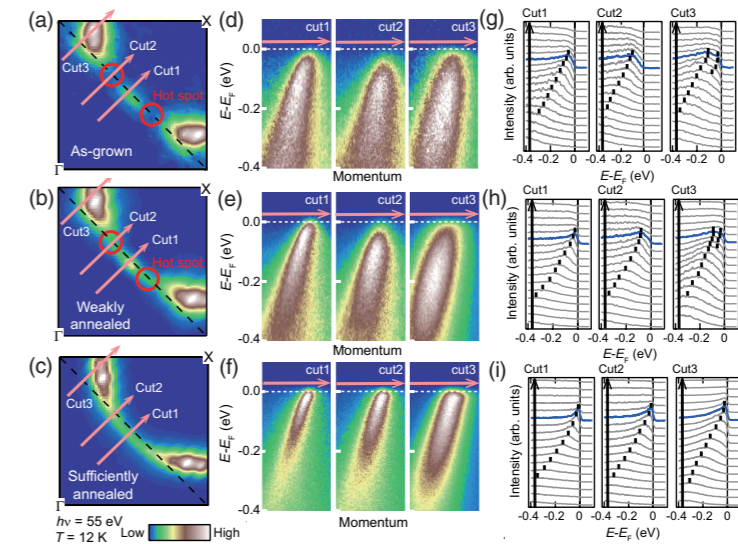 (a)
X
Cut2
Cut1
Cut3
Hot spot
As-grown
Γ
(b)
X
Cut2
Cut1
Cut3
Hot spot
Weakly
annealed
Γ
(c)
X
Cut2
Cut1
Cut3
Sufficiently
annealed
Γ
hν = 55 eV
T = 12 K
Low High
(d)
cut1 cut2 cut3
E-EF (eV)
0.0
-0.2
-0.4
Momentum
(e)
cut1 cut2 cut3
E-EF (eV)
0.0
-0.2
-0.4
Momentum
(f)
cut1 cut2 cut3
E-EF (eV)
0.0
-0.2
-0.4
Momentum
(g)
Cut1 Cut2 Cut3
Intensity (arb. units)
-0.4 -0.2 0 -0.4 -0.2 0 -0.4 -0.2 0
E-EF (eV)
(h)
Cut1 Cut2 Cut3
Intensity (arb. units)
-0.4 -0.2 0 -0.4 -0.2 0 -0.4 -0.2 0
E-EF (eV)
(i)
Cut1 Cut2 Cut3
Intensity (arb. units)
-0.4 -0.2 0 -0.4 -0.2 0 -0.4 -0.2 0
E-EF (eV)